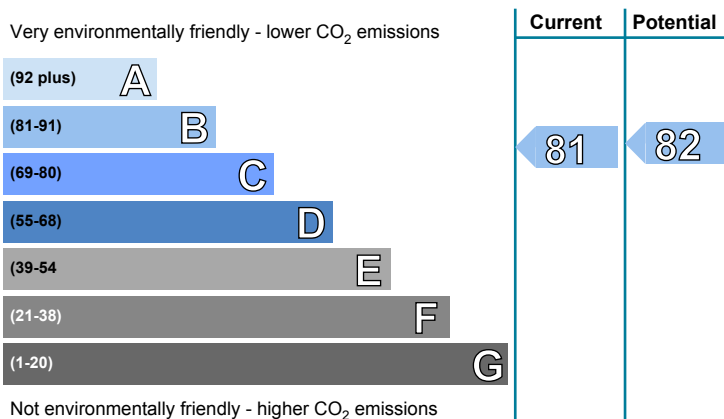 Current Potential
Very environmentally friendly - lower CO2 emissions
(92 plus) A
(81-91) B
81 82
(69-80) C
(55-68) D
(39-54 E
(21-38) F
(1-20) G
Not environmentally friendly - higher CO2 emissions